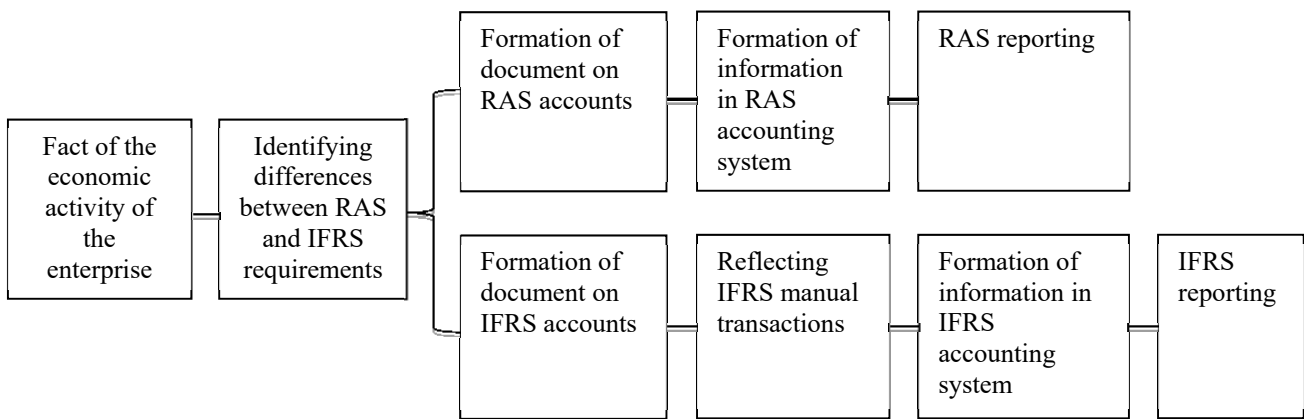 Fact of the
economic
activity of
the
enterprise
Identifying
differences
between RAS
and IFRS
requirements
Formation of
document on
RAS accounts
Formation of
information
in RAS
accounting
system
RAS reporting
Formation of
document on
IFRS accounts
Reflecting
IFRS manual
transactions
Formation of
information in
IFRS
accounting
system
IFRS
reporting